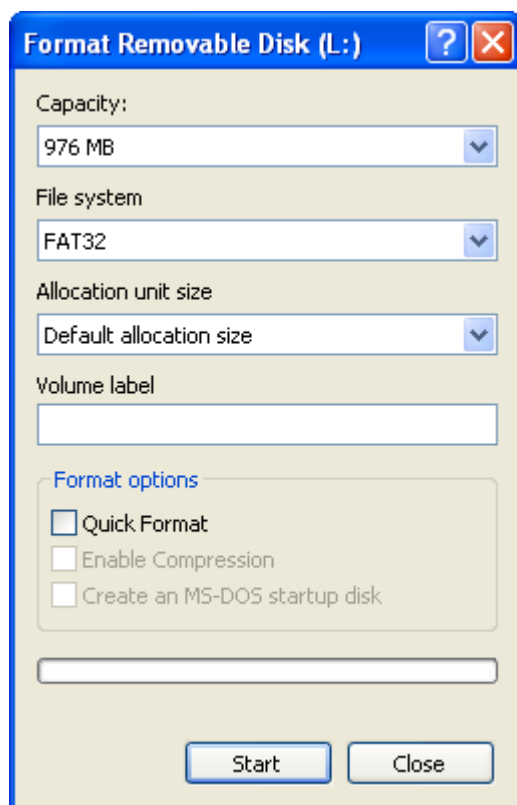 Format Removable Disk (L:)
Capacity:
976 MB
File system
FAT32
Allocation unit size
Default allocation size
Volume label
Format options
Quick Format
Enable Compression
Create an MS-DOS startup disk
Start
Close